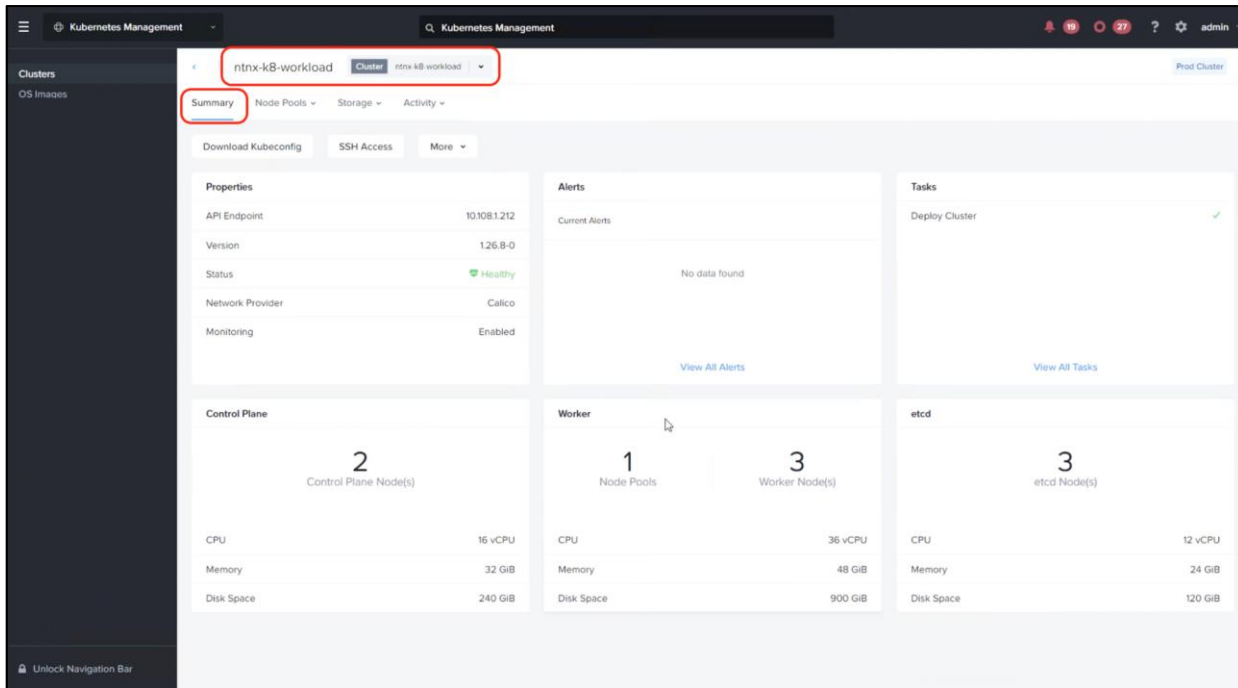 Kubernetes Management
Kubernetes Management
19
27
?
admin
Clusters
OS Images
ntnx-k8-workload
Cluster
ntnx-k8-workload
Prod Cluster
Summary
Node Pools
Storage
Activity
Download Kubeconfig
SSH Access
More
Properties
API Endpoint 10.108.1.212
Version 1.26.8-0
Status Healthy
Network Provider Calico
Monitoring Enabled
Alerts
Current Alerts
No data found
View All Alerts
Tasks
Deploy Cluster
View All Tasks
Control Plane
2
Control Plane Node(s)
CPU 16 vCPU
Memory 32 GiB
Disk Space 240 GiB
Worker
1
Node Pools
3
Worker Node(s)
CPU 36 vCPU
Memory 48 GiB
Disk Space 900 GiB
etcd
3
etcd Node(s)
CPU 12 vCPU
Memory 24 GiB
Disk Space 120 GiB
Unlock Navigation Bar